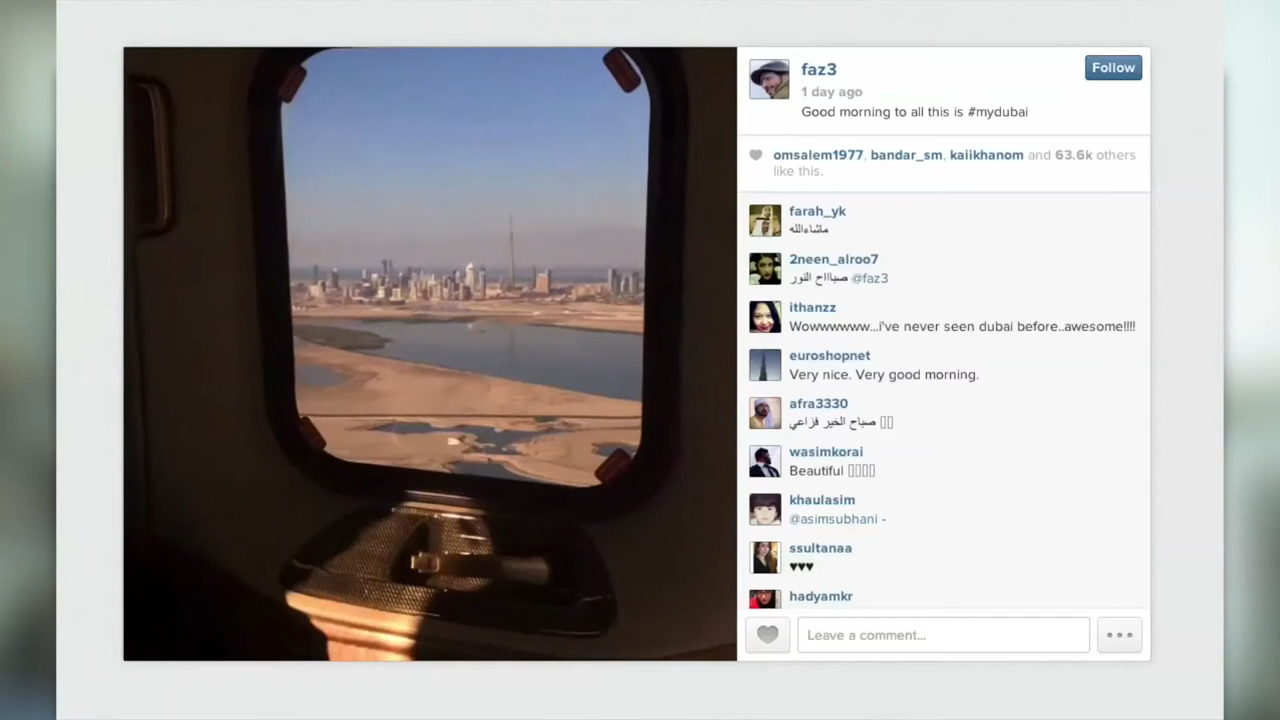 faz3
Follow
1 day ago
Good morning to all this is #mydubai
omsalem1977, bandar_sm, kaiikhanom and 63.6k others
like this.
farah_yk
ماشاءالله
2neen_alroo7
صباااح النور @faz3
ithanzz
Wowwwwww...i've never seen dubai before..awesome!!!!
euroshopnet
Very nice. Very good morning.
afra3330
صباح الخير فزاعي
wasimkorai
Beautiful
khaulasim
@asimsubhani -
ssultanaa
♥♥♥
hadyamkr
Leave a comment...